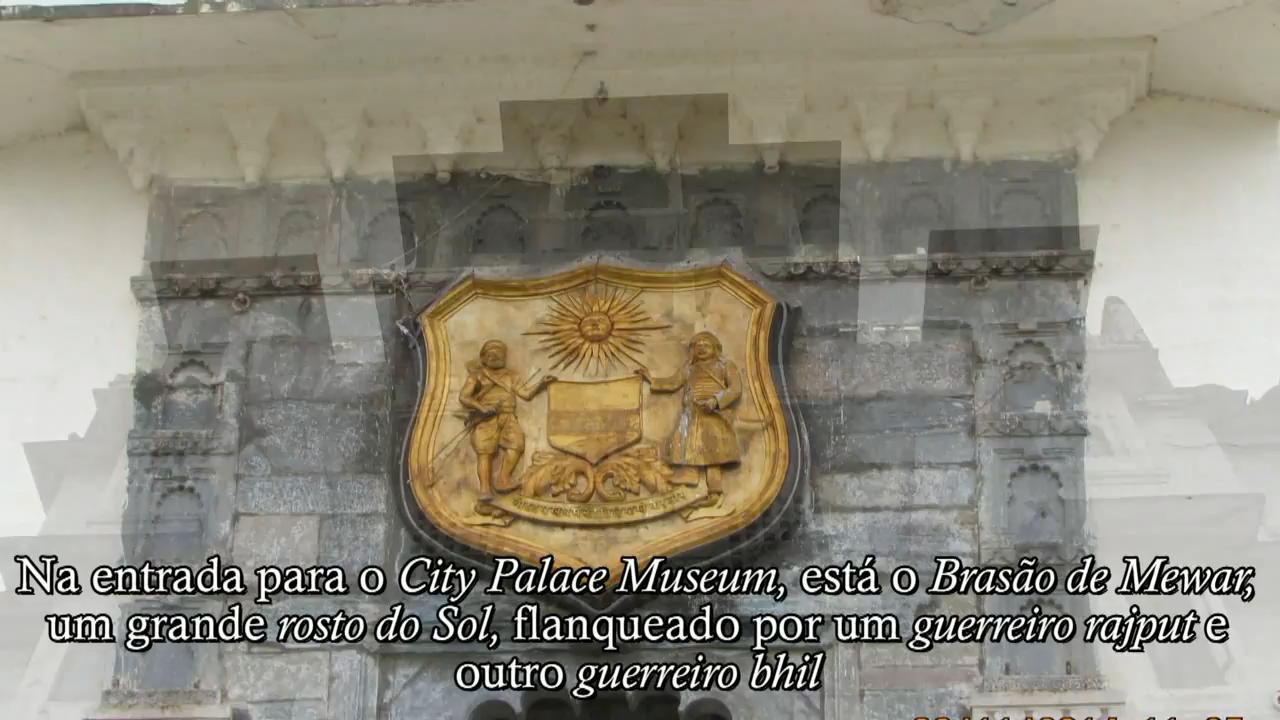 Na entrada para o City Palace Museum, está o Brasão de Mewar,
um grande rosto do Sol, flanqueado por um guerreiro rajput e
outro guerreiro bhil